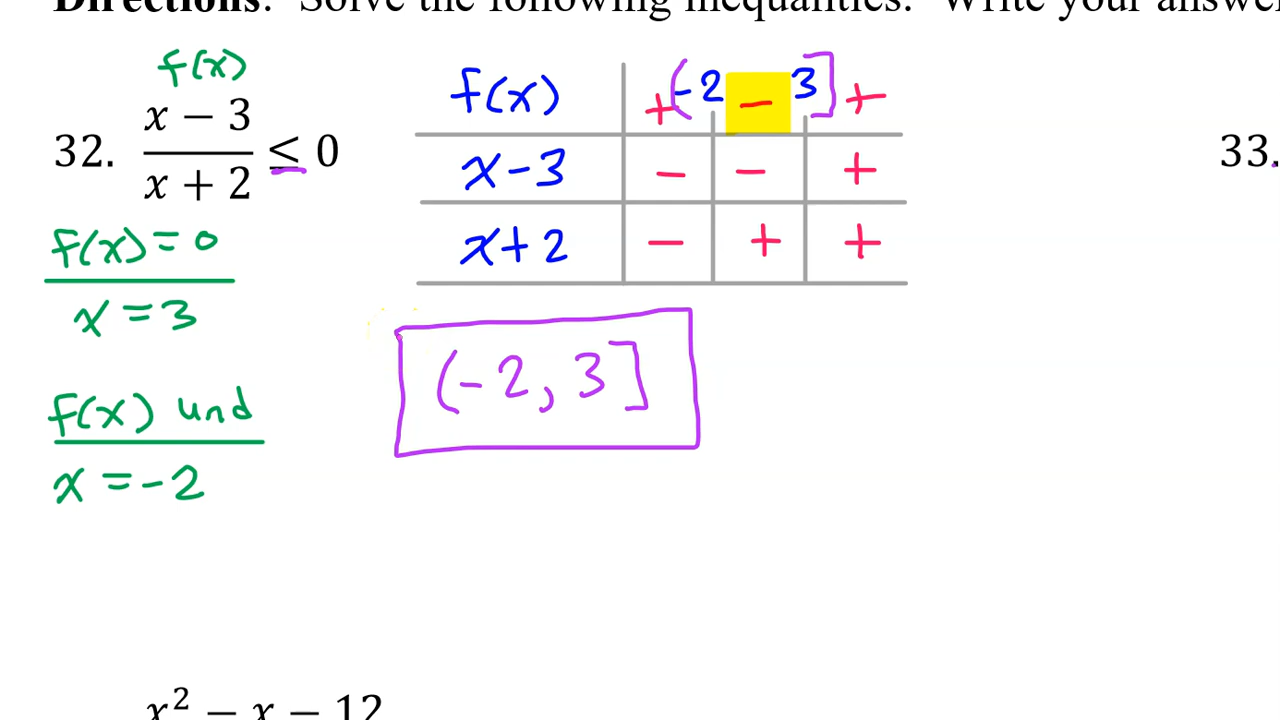 Directions: Solve the following inequalities. Write your answer
f(x)
32. \frac{x - 3}{x + 2} ≤ 0
f(x) = 0
x = 3
f(x) und
x = -2
f(x) + (-2 − 3] +
x-3 − − +
x+2 − + +
(-2, 3]
33.
x² − x − 12